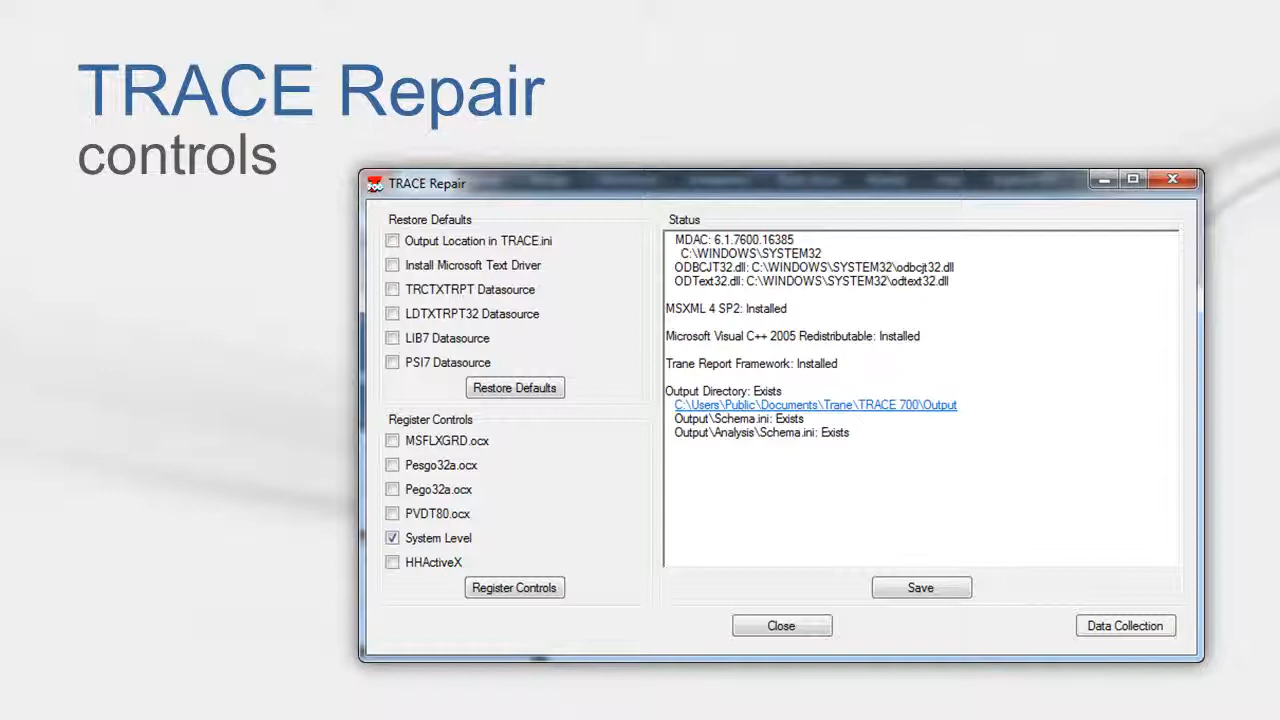 TRACE Repair
controls
TRACE Repair
Restore Defaults
Output Location in TRACE.ini
Install Microsoft Text Driver
TRCTXTRPT Datasource
LDTXTRPT32 Datasource
LIB7 Datasource
PSI7 Datasource
Restore Defaults
Register Controls
MSFLXGRD.ocx
Pesgo32a.ocx
Pego32a.ocx
PVDT80.ocx
System Level
HHActiveX
Register Controls
Status
MDAC: 6.1.7600.16385
C:\WINDOWS\SYSTEM32
ODBCJT32.dll: C:\WINDOWS\SYSTEM32\odbcjt32.dll
ODText32.dll: C:\WINDOWS\SYSTEM32\odtext32.dll
MSXML 4 SP2: Installed
Microsoft Visual C++ 2005 Redistributable: Installed
Trane Report Framework: Installed
Output Directory: Exists
C:\Users\Public\Documents\Trane\TRACE 700\Output
Output\Schema.ini: Exists
Output\Analysis\Schema.ini: Exists
Save
Close
Data Collection